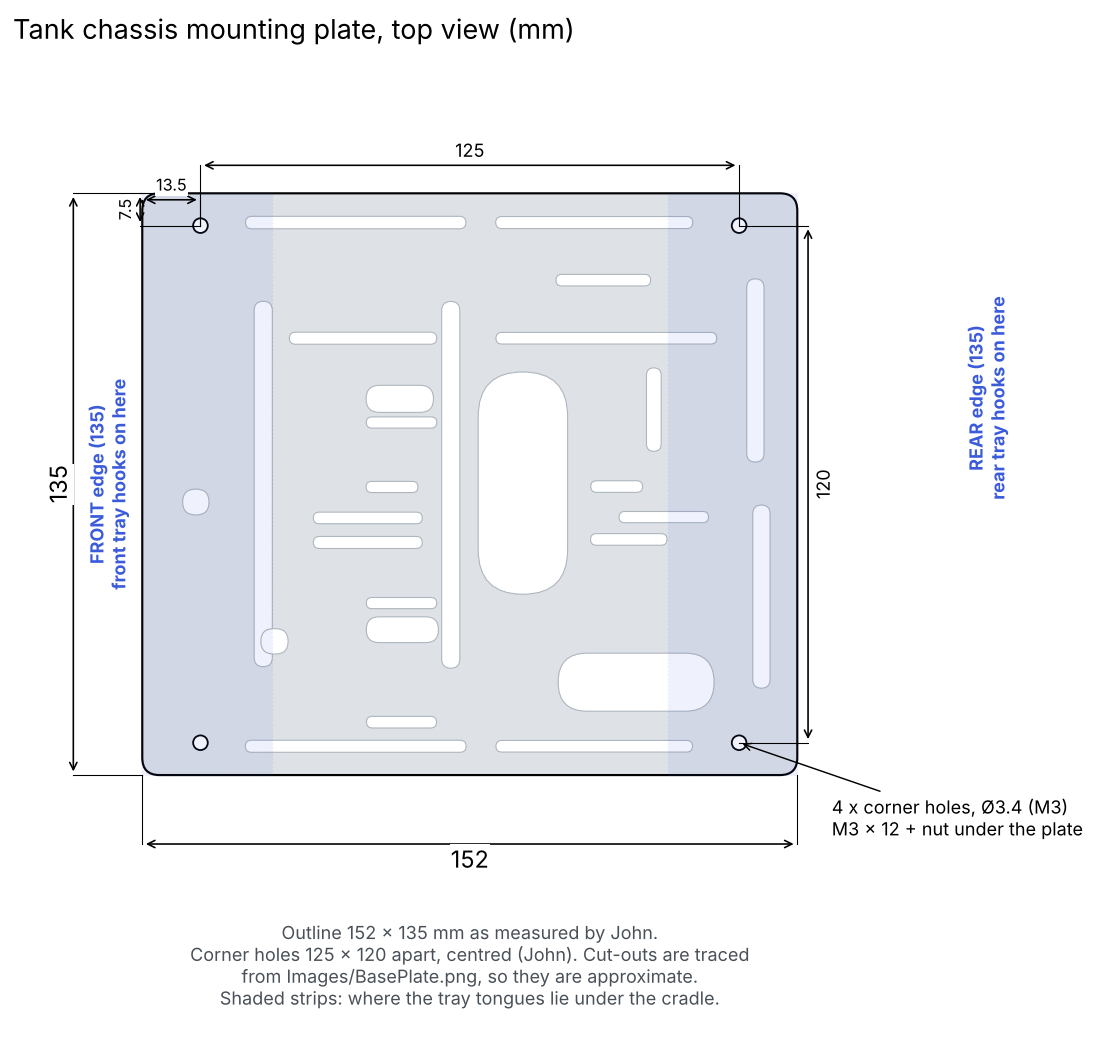 Tank chassis mounting plate, top view (mm)
125
13.5
7.5
135
FRONT edge (135)
front tray hooks on here
REAR edge (135)
rear tray hooks on here
120
4 x corner holes, Ø3.4 (M3)
M3 × 12 + nut under the plate
152
Outline 152 × 135 mm as measured by John.
Corner holes 125 × 120 apart, centred (John). Cut-outs are traced
from Images/BasePlate.png, so they are approximate.
Shaded strips: where the tray tongues lie under the cradle.